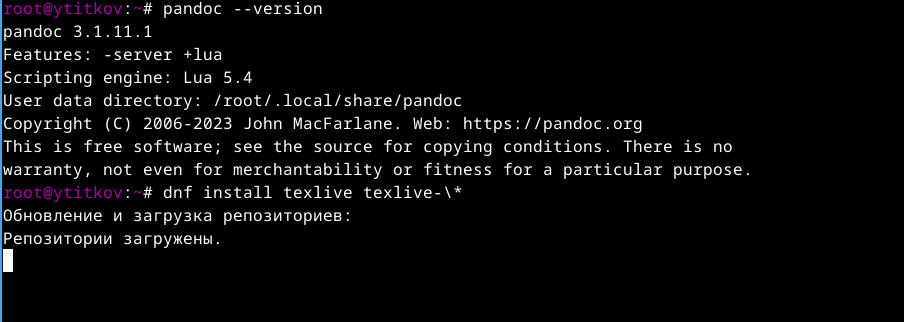 root@ytitkov:~# pandoc --version
pandoc 3.1.11.1
Features: -server +lua
Scripting engine: Lua 5.4
User data directory: /root/.local/share/pandoc
Copyright (C) 2006-2023 John MacFarlane. Web: https://pandoc.org
This is free software; see the source for copying conditions. There is no
warranty, not even for merchantability or fitness for a particular purpose.
root@ytitkov:~# dnf install texlive texlive-\*
Обновление и загрузка репозиториев:
Репозитории загружены.